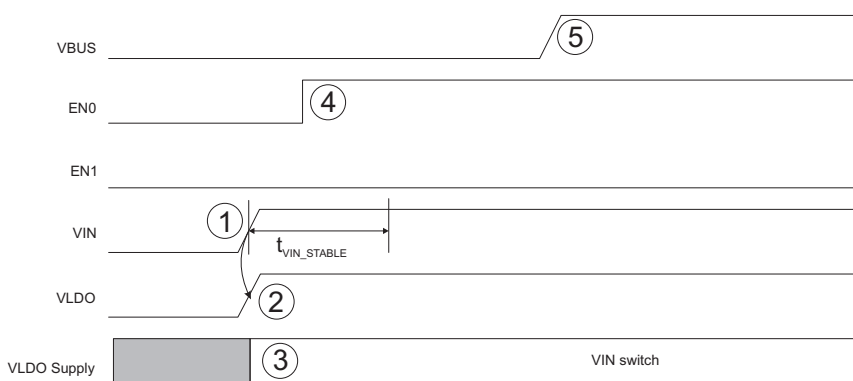 VBUS
5
EN0
4
EN1
VIN
1
tVIN_STABLE
VLDO
2
VLDO Supply
3
VIN switch